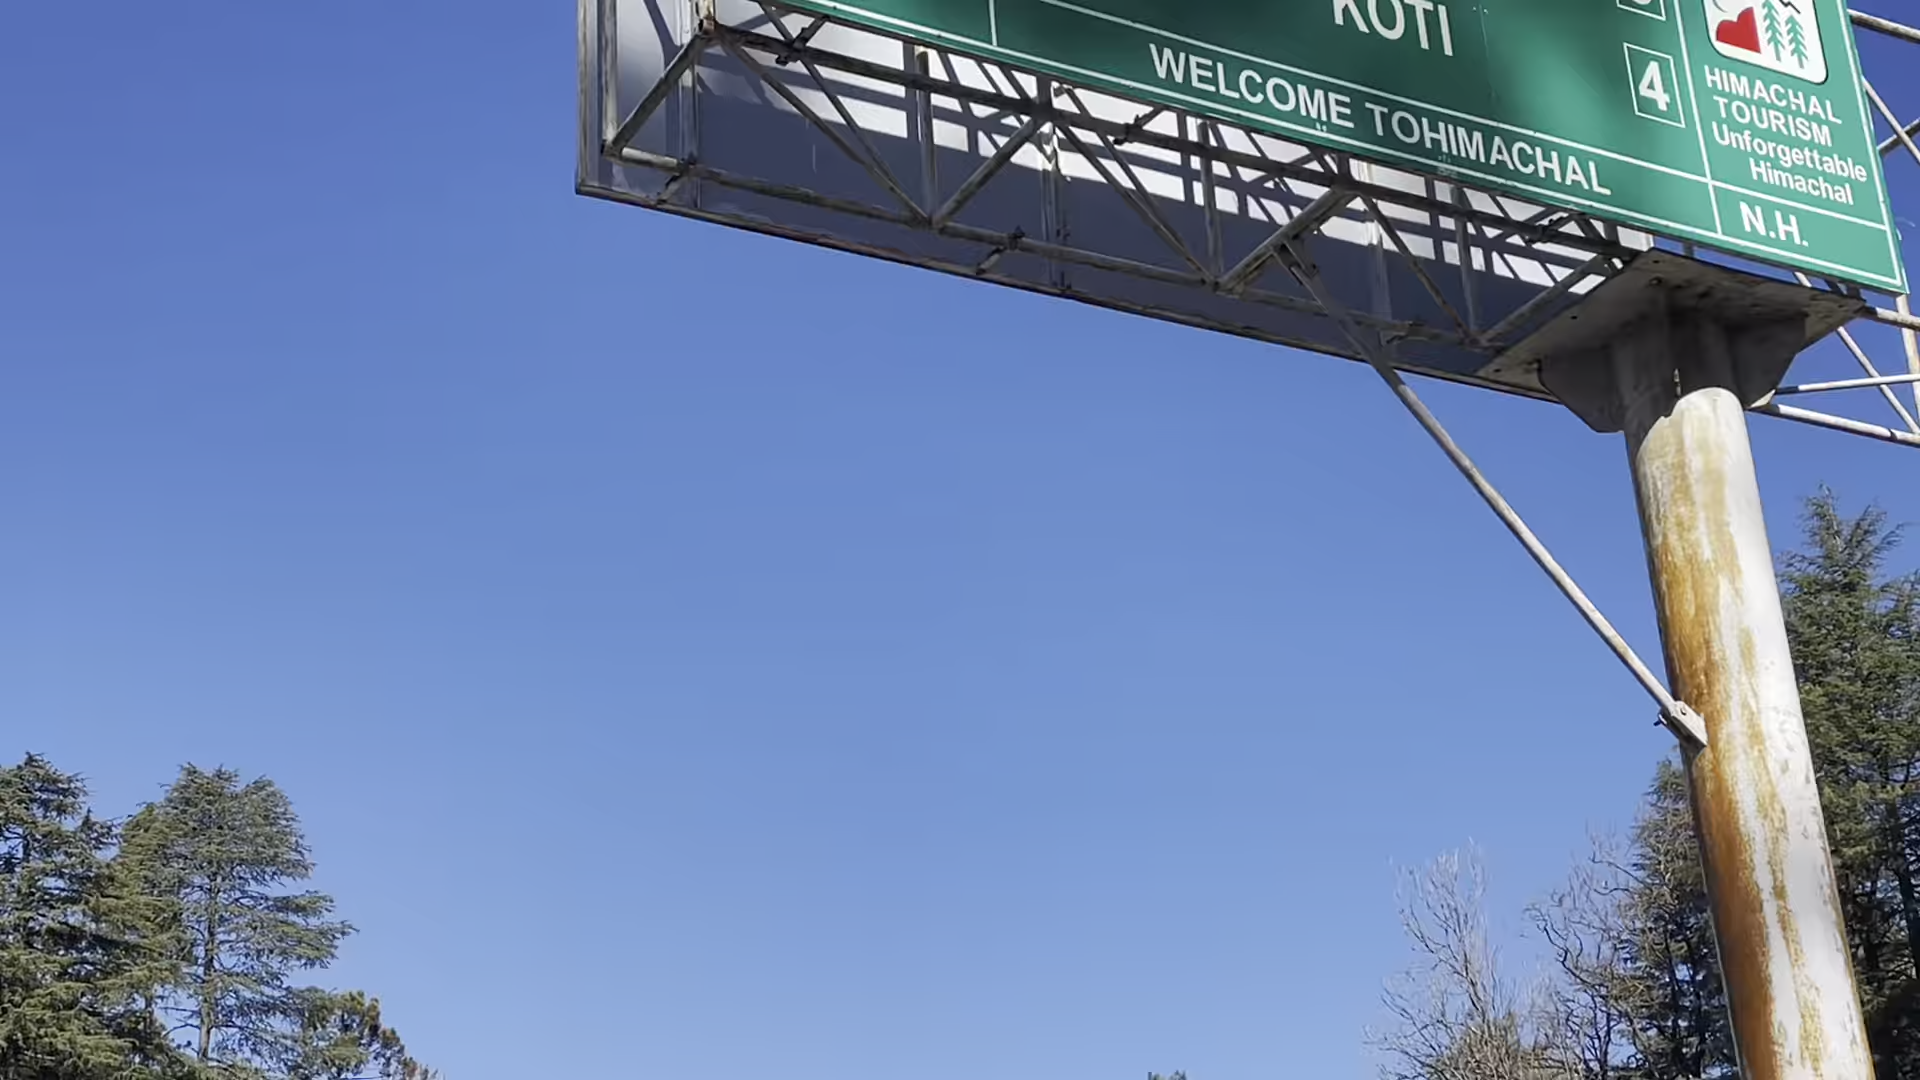 KOTI
4
WELCOME TOHIMACHAL
HIMACHAL
TOURISM
Unforgettable
Himachal
N.H.